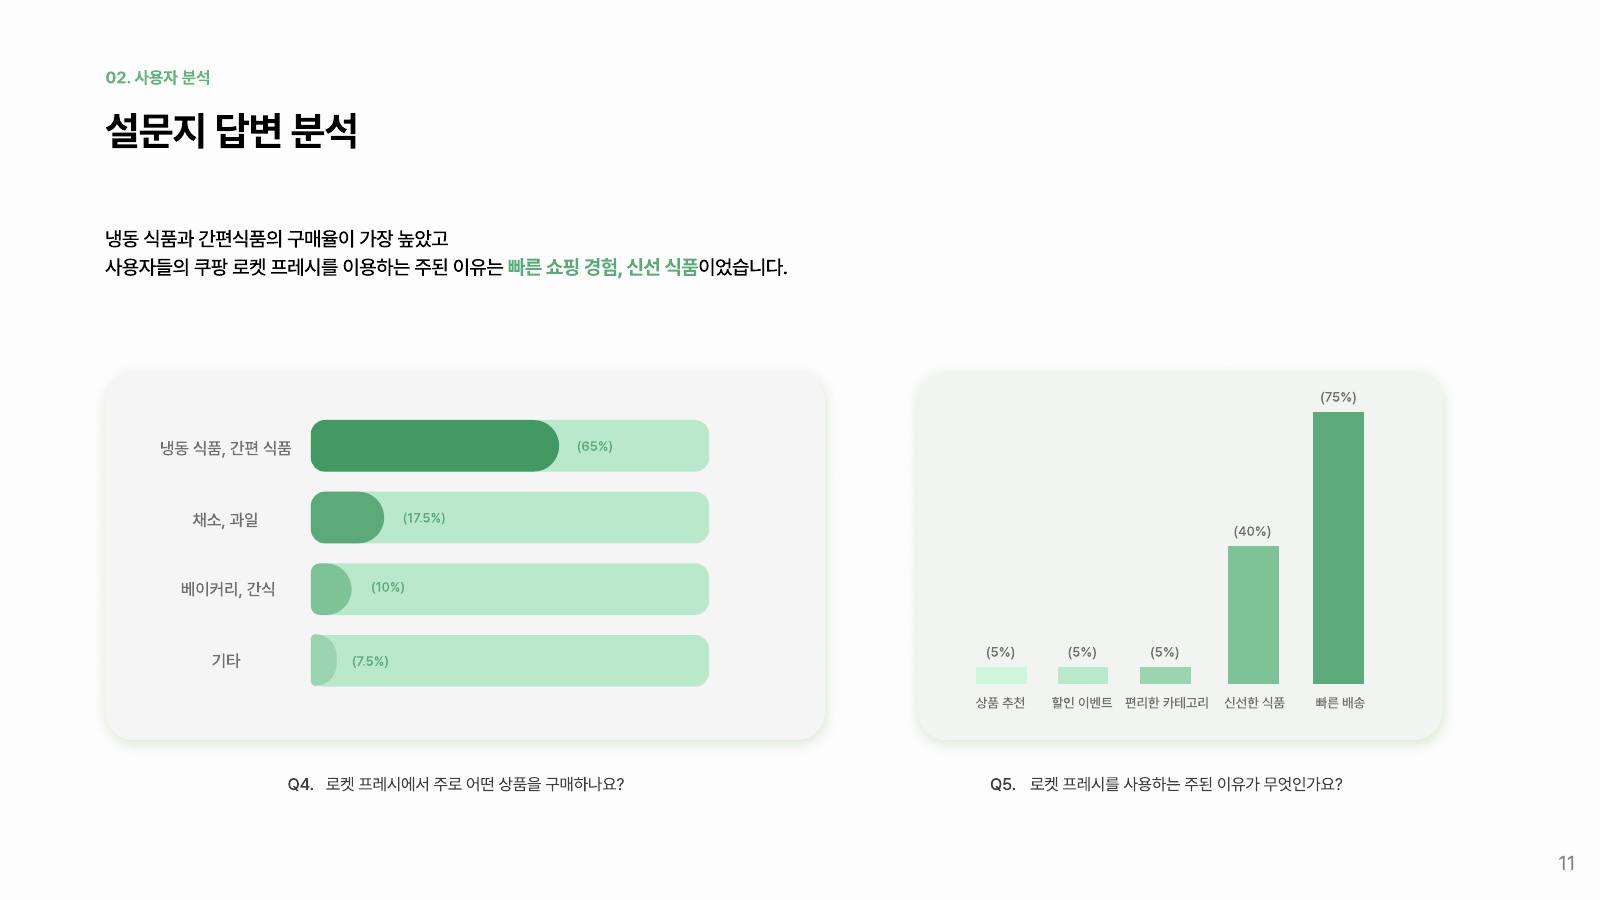 02. 사용자 분석
설문지 답변 분석
냉동 식품과 간편식품의 구매율이 가장 높았고
사용자들의 쿠팡 로켓 프레시를 이용하는 주된 이유는 빠른 쇼핑 경험, 신선 식품이었습니다.
냉동 식품, 간편 식품 (65%)
채소, 과일 (17.5%)
베이커리, 간식 (10%)
기타 (7.5%)
Q4. 로켓 프레시에서 주로 어떤 상품을 구매하나요?
(75%)
(40%)
(5%) (5%) (5%)
상품 추천 할인 이벤트 편리한 카테고리 신선한 식품 빠른 배송
Q5. 로켓 프레시를 사용하는 주된 이유가 무엇인가요?
11